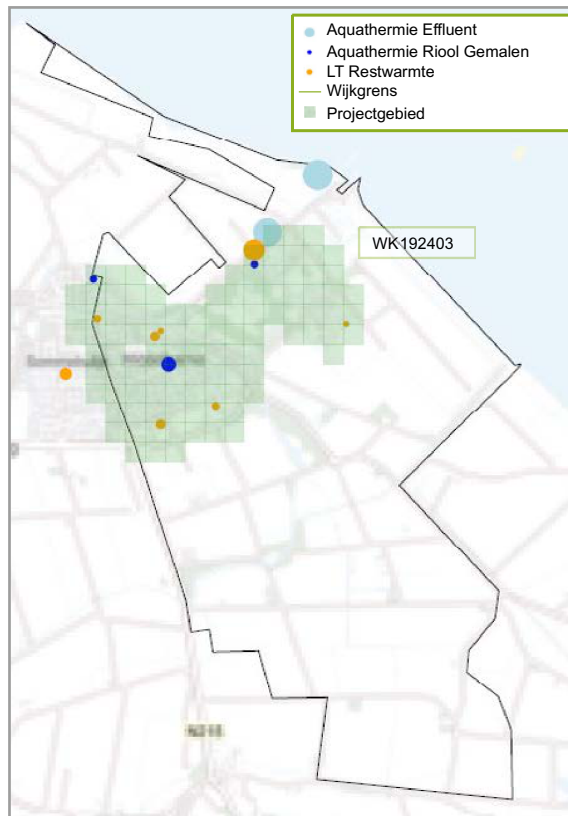 Aquathermie Effluent
Aquathermie Riool Gemalen
LT Restwarmte
Wijkgrens
Projectgebied
WK192403